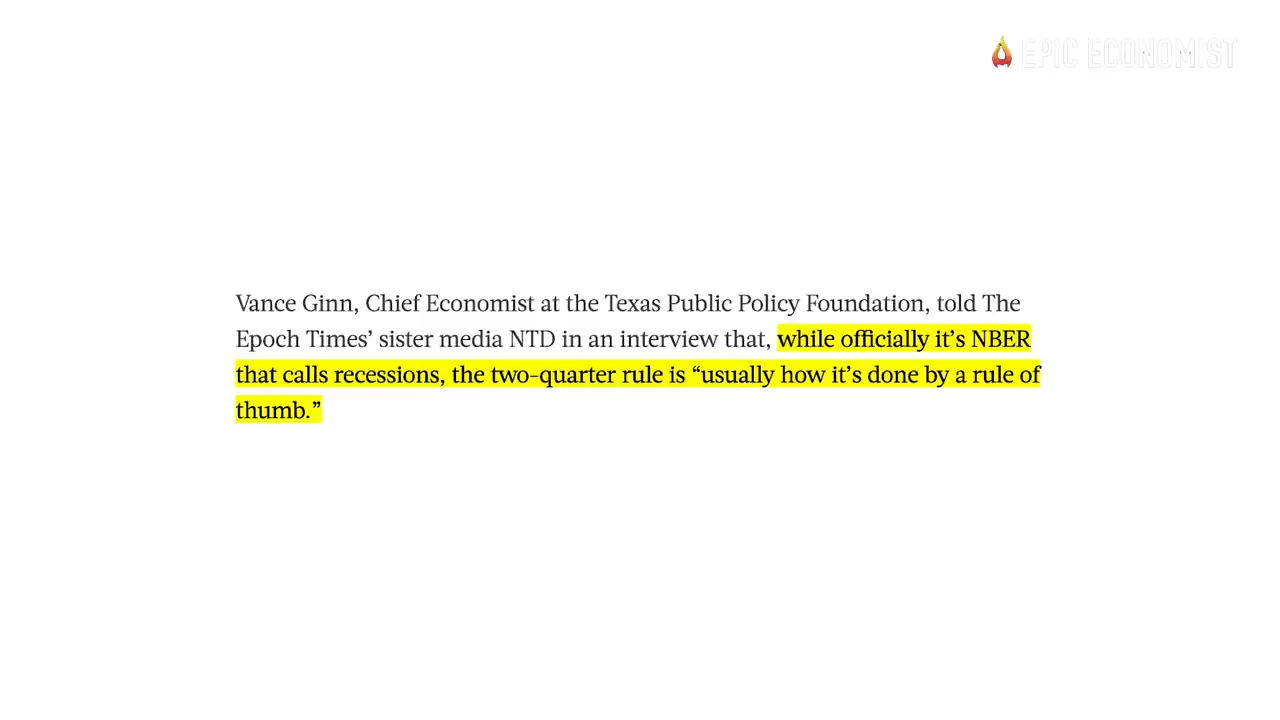 EPIC ECONOMIST
Vance Ginn, Chief Economist at the Texas Public Policy Foundation, told The
Epoch Times’ sister media NTD in an interview that, while officially it’s NBER
that calls recessions, the two-quarter rule is “usually how it’s done by a rule of
thumb.”